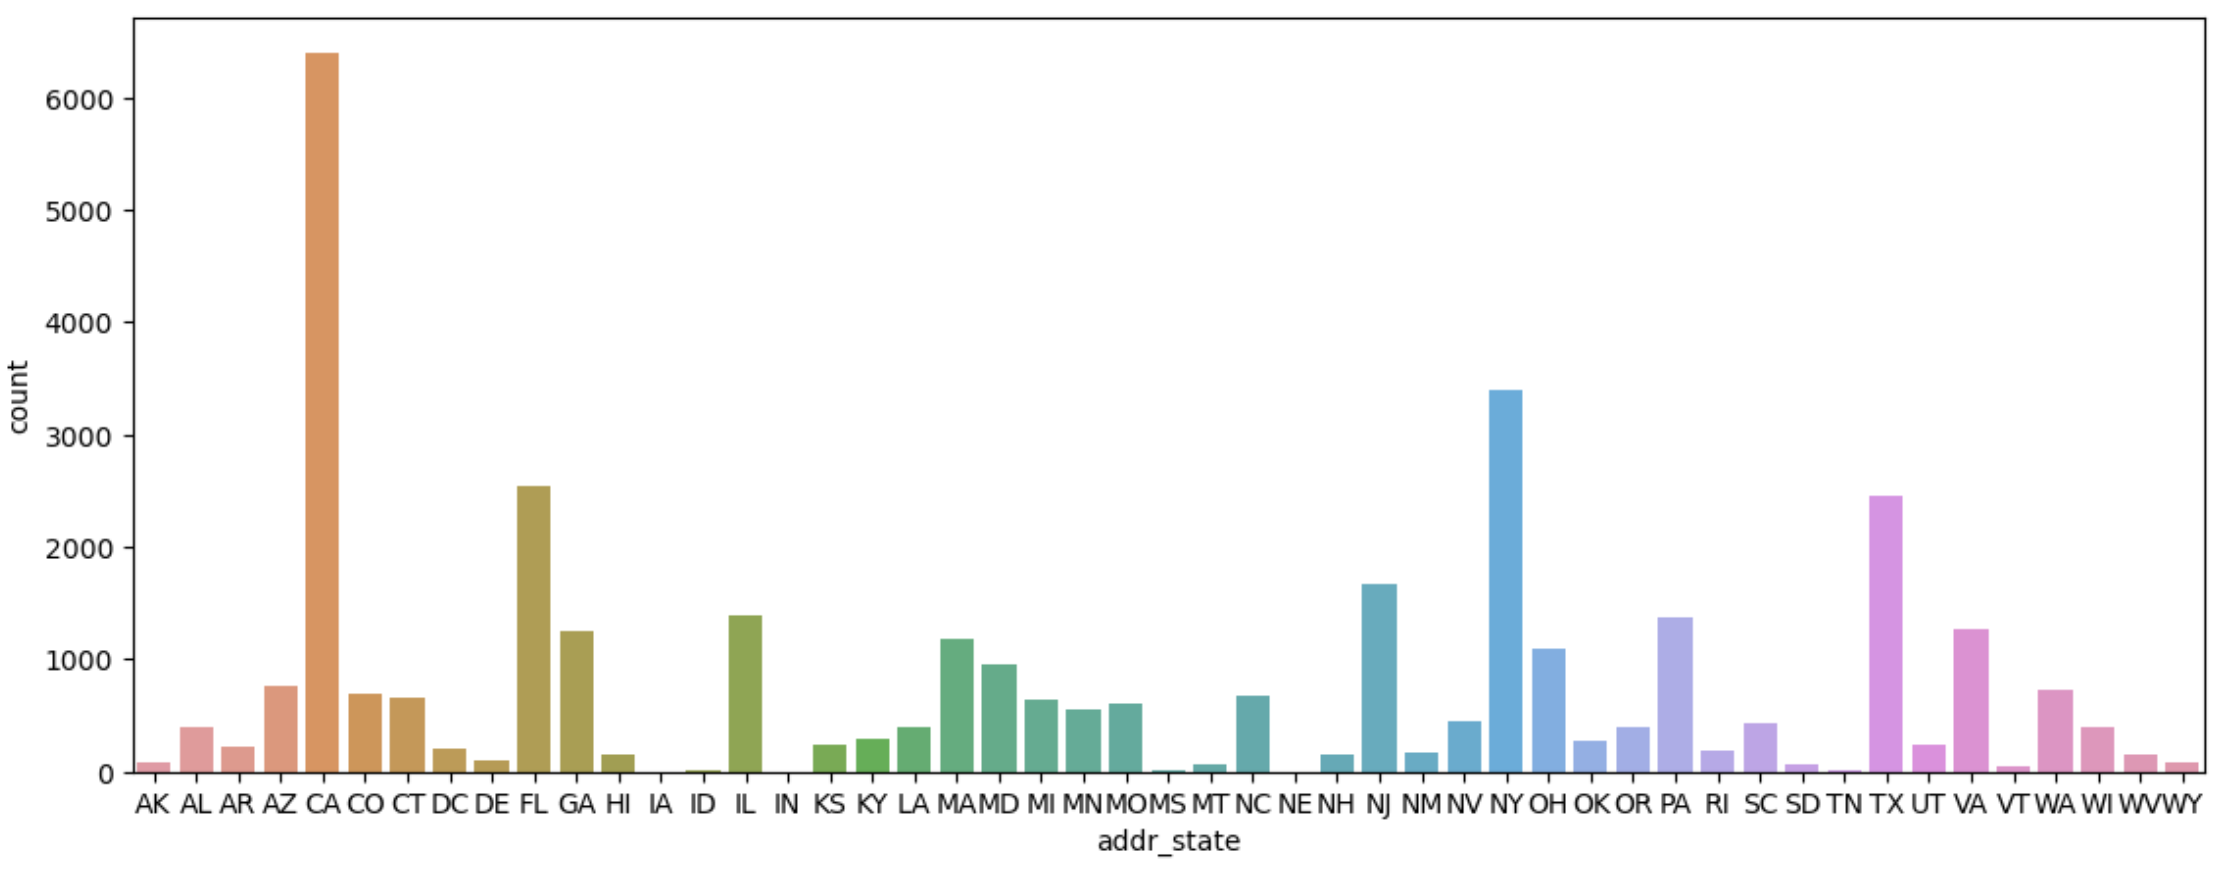 6000
5000
4000
3000
2000
1000
0
count
AK AL AR AZ CA CO CT DC DE FL GA HI IA ID IL IN KS KY LA MA MD MI MN MO MS MT NC NE NH NJ NM NV NY OH OK OR PA RI SC SD TN TX UT VA VT WA WI WV WY
addr_state